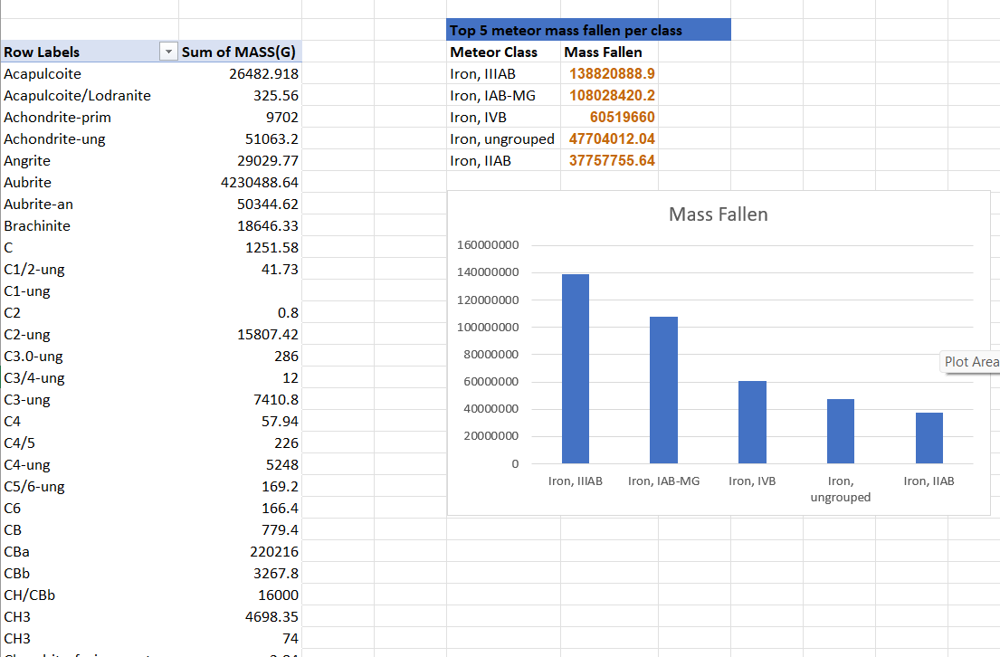 Top 5 meteor mass fallen per class
Row Labels Sum of MASS(G) Meteor Class Mass Fallen
Acapulcoite 26482.918 Iron, IIIAB 138820888.9
Acapulcoite/Lodranite 325.56 Iron, IAB-MG 108028420.2
Achondrite-prim 9702 Iron, IVB 60519660
Achondrite-ung 51063.2 Iron, ungrouped 47704012.04
Angrite 29029.77 Iron, IIAB 37757755.64
Aubrite 4230488.64
Aubrite-an 50344.62
Brachinite 18646.33
C 1251.58
C1/2-ung 41.73
C1-ung
C2 0.8
C2-ung 15807.42
C3.0-ung 286
C3/4-ung 12
C3-ung 7410.8
C4 57.94
C4/5 226
C4-ung 5248
C5/6-ung 169.2
C6 166.4
CB 779.4
CBa 220216
CBb 3267.8
CH/CBb 16000
CH3 4698.35
CH3 74
Mass Fallen
160000000
140000000
120000000
100000000
80000000
60000000
40000000
20000000
0
Iron, IIIAB Iron, IAB-MG Iron, IVB Iron, ungrouped Iron, IIAB
Plot Area